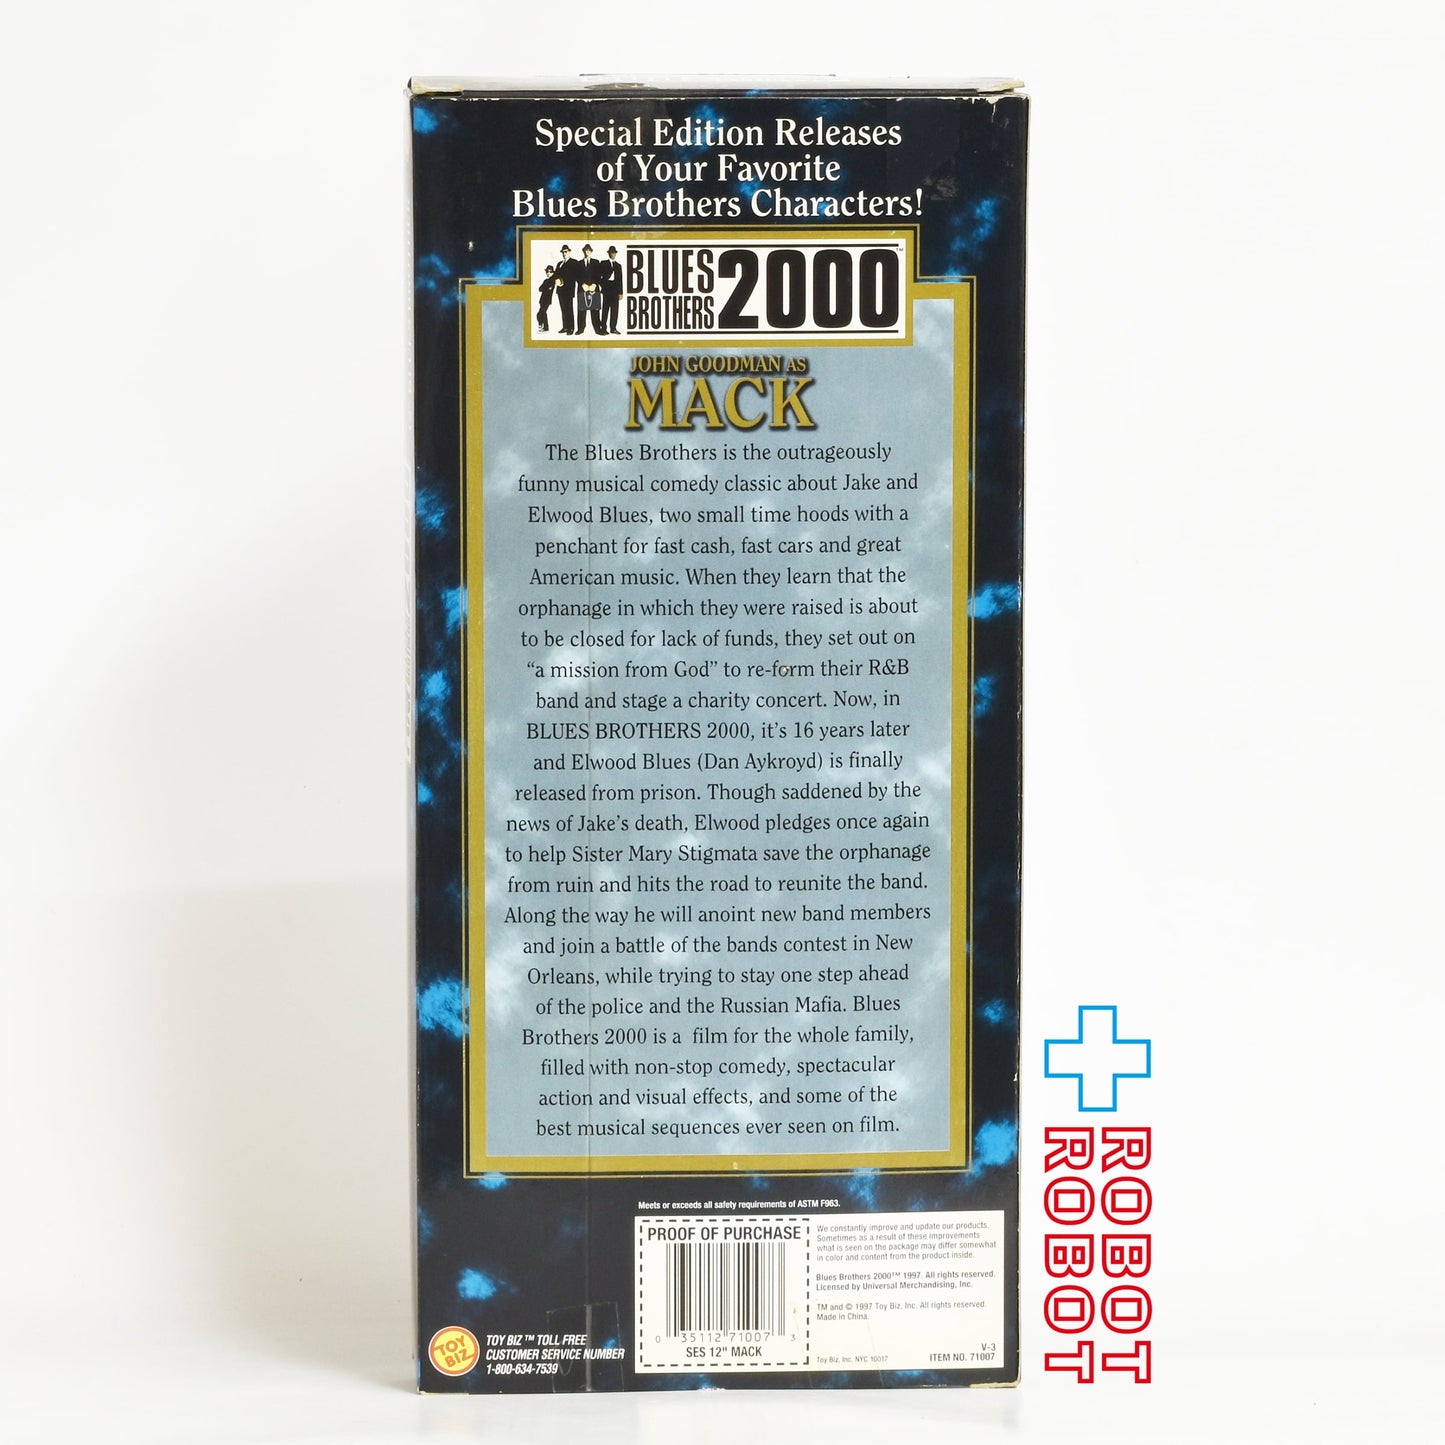 Special Edition Releases
of Your Favorite
Blues Brothers Characters!
BLUES
BROTHERS
2000™
JOHN GOODMAN AS
MACK
The Blues Brothers is the outrageously
funny musical comedy classic about Jake and
Elwood Blues, two small time hoods with a
penchant for fast cash, fast cars and great
American music. When they learn that the
orphanage in which they were raised is about
to be closed for lack of funds, they set out on
“a mission from God” to re-form their R&B
band and stage a charity concert. Now, in
BLUES BROTHERS 2000, it’s 16 years later
and Elwood Blues (Dan Aykroyd) is finally
released from prison. Though saddened by the
news of Jake’s death, Elwood pledges once again
to help Sister Mary Stigmata save the orphanage
from ruin and hits the road to reunite the band.
Along the way he will anoint new band members
and join a battle of the bands contest in New
Orleans, while trying to stay one step ahead
of the police and the Russian Mafia. Blues
Brothers 2000 is a film for the whole family,
filled with non-stop comedy, spectacular
action and visual effects, and some of the
best musical sequences ever seen on film.
Meets or exceeds all safety requirements of ASTM F963.
PROOF OF PURCHASE
0 35112 71007 3
SES 12" MACK
We constantly improve and update our products.
Sometimes as a result of these improvements
what is seen on the package may differ somewhat
in color and content from the product inside.
Blues Brothers 2000™ 1997. All rights reserved.
Licensed by Universal Merchandising, Inc.
TM and © 1997 Toy Biz, Inc. All rights reserved.
Made in China.
V-3
Toy Biz, Inc. NYC 10017
ITEM NO. 71007
TOY
BIZ
TOY BIZ ™ TOLL FREE
CUSTOMER SERVICE NUMBER
1-800-634-7539
ROBOT
ROBOT